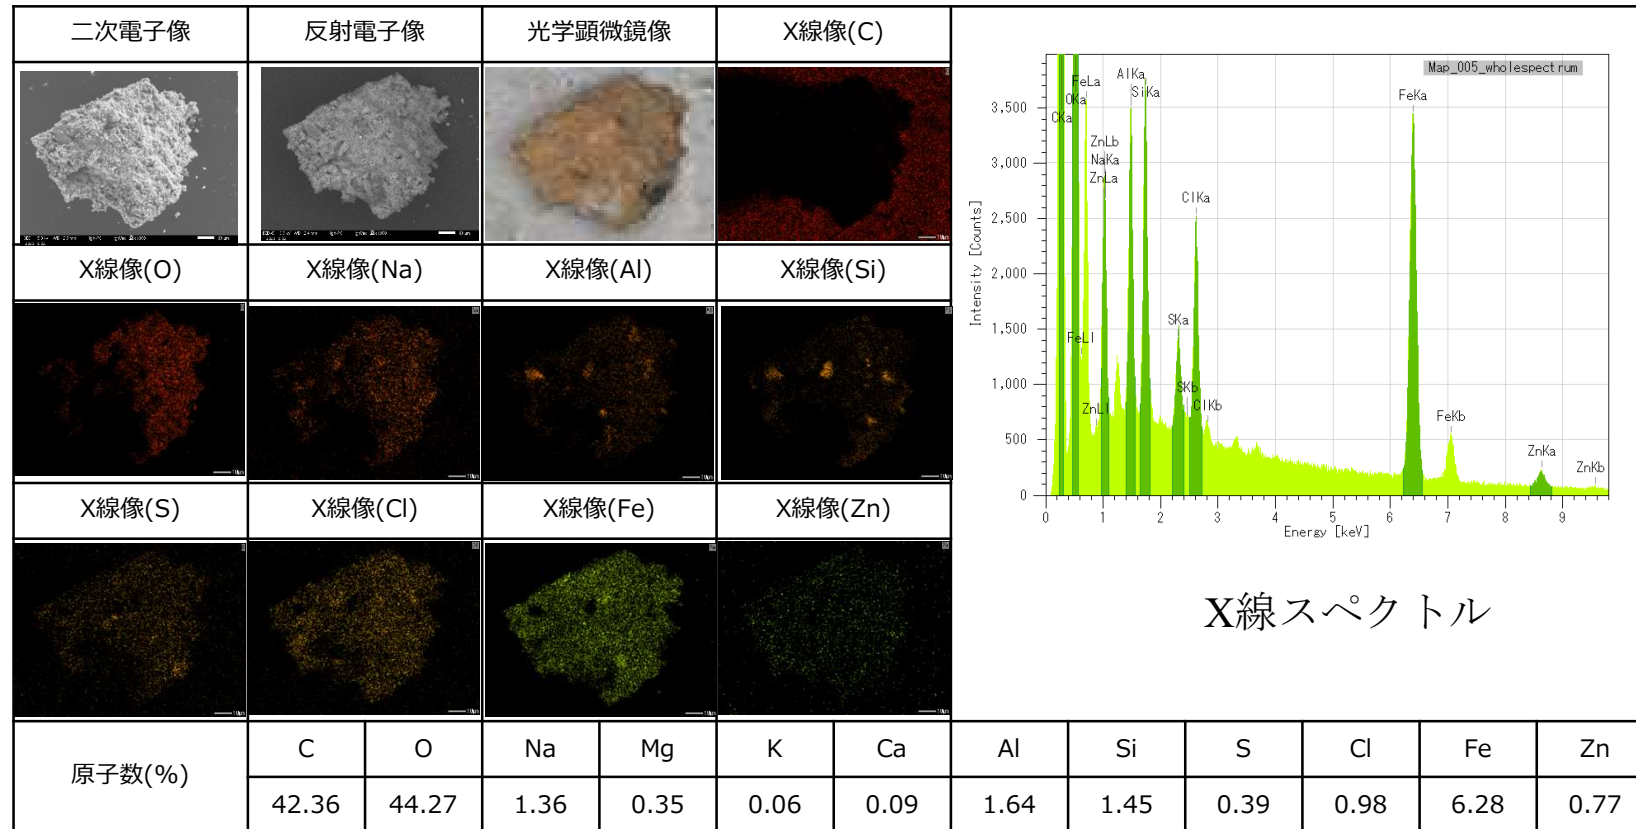 二次電子像
反射電子像
光学顕微鏡像
X線像(C)
X線像(O)
X線像(Na)
X線像(Al)
X線像(Si)
X線像(S)
X線像(Cl)
X線像(Fe)
X線像(Zn)
Map_005_wholespectrum
Intensity [Counts]
3,500
3,000
2,500
2,000
1,500
1,000
500
0
CKa
OKa
FeLa
FeLl
ZnLl
ZnLb
NaKa
ZnLa
AlKa
SiKa
SKa
SKb
ClKa
ClKb
FeKa
FeKb
ZnKa
ZnKb
0 1 2 3 4 5 6 7 8 9
Energy [keV]
X線スペクトル
原子数(%)
C O Na Mg K Ca Al Si S Cl Fe Zn
42.36 44.27 1.36 0.35 0.06 0.09 1.64 1.45 0.39 0.98 6.28 0.77